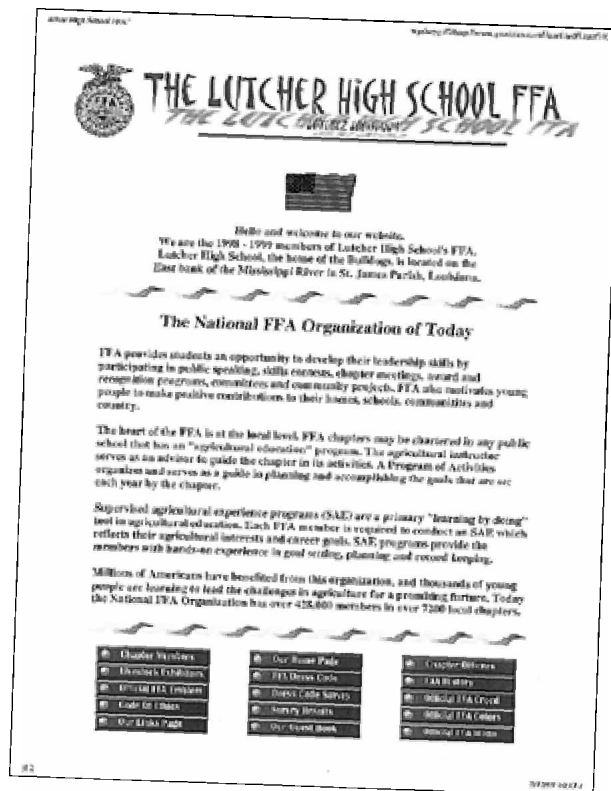 THE LUTCHER HIGH SCHOOL FFA
Hello and welcome to our website.
We are the 1998 - 1999 members of Lutcher High School's FFA.
Lutcher High School, the home of the Bulldogs, is located on the
East bank of the Mississippi River in St. James Parish, Louisiana.
The National FFA Organization of Today
FFA provides students an opportunity to develop their leadership skills by
participating in public speaking, skills contests, chapter meetings, award and
recognition programs, committees and community projects. FFA also motivates young
people to make positive contributions to their homes, schools, communities and
country.
The heart of the FFA is at the local level. FFA chapters may be chartered in any public
school that has an "agricultural education" program. The agricultural instructor
serves as an advisor to guide the chapter in its activities. A Program of Activities
organizes and serves as a guide in planning and accomplishing the goals that are set
each year by the chapter.
Supervised agricultural experience programs (SAE) are a primary "learning by doing"
tool in agricultural education. Each FFA member is required to conduct an SAE which
reflects their agricultural interests and career goals. SAE programs provide the
members with hands-on experience in goal setting, planning and record keeping.
Millions of Americans have benefited from this organization, and thousands of young
people are learning to lead the challenges in agriculture for a promising furture. Today
the National FFA Organization has over 428,000 members in over 7200 local chapters.
Chapter Members
Livestock Exhibitors
Official FFA Emblem
Code Of Ethics
Our Links Page
Our Home Page
FFA Dress Code
Dress Code Survey
Survey Results
Our Guest Book
Chapter Officers
FFA History
Official FFA Creed
Official FFA Colors
Official FFA